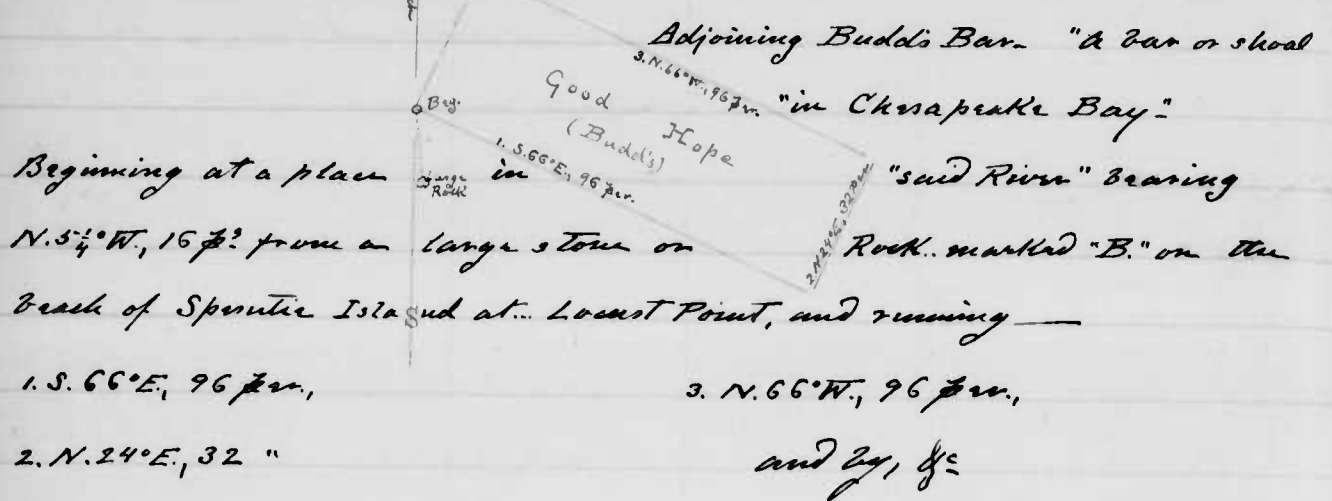 Adjoining Budd's Bar. "a bar or shoal
3. N. 66° W., 96 per.
"in Chesapeake Bay"
Beg.
Good Hope
(Budd's)
1. S. 66° E., 96 per.
Beginning at a place in "said River" bearing
Large Rock
N. 5¼° W., 16 ps. from a large stone or Rock.. marked "B." on the
2. N 24° E, 32 per.
beach of Spesutie Island at... Locust Point, and running —
S
1. S. 66° E., 96 per.,
3. N. 66° W., 96 per.,
2. N. 24° E., 32 "
and by, &c